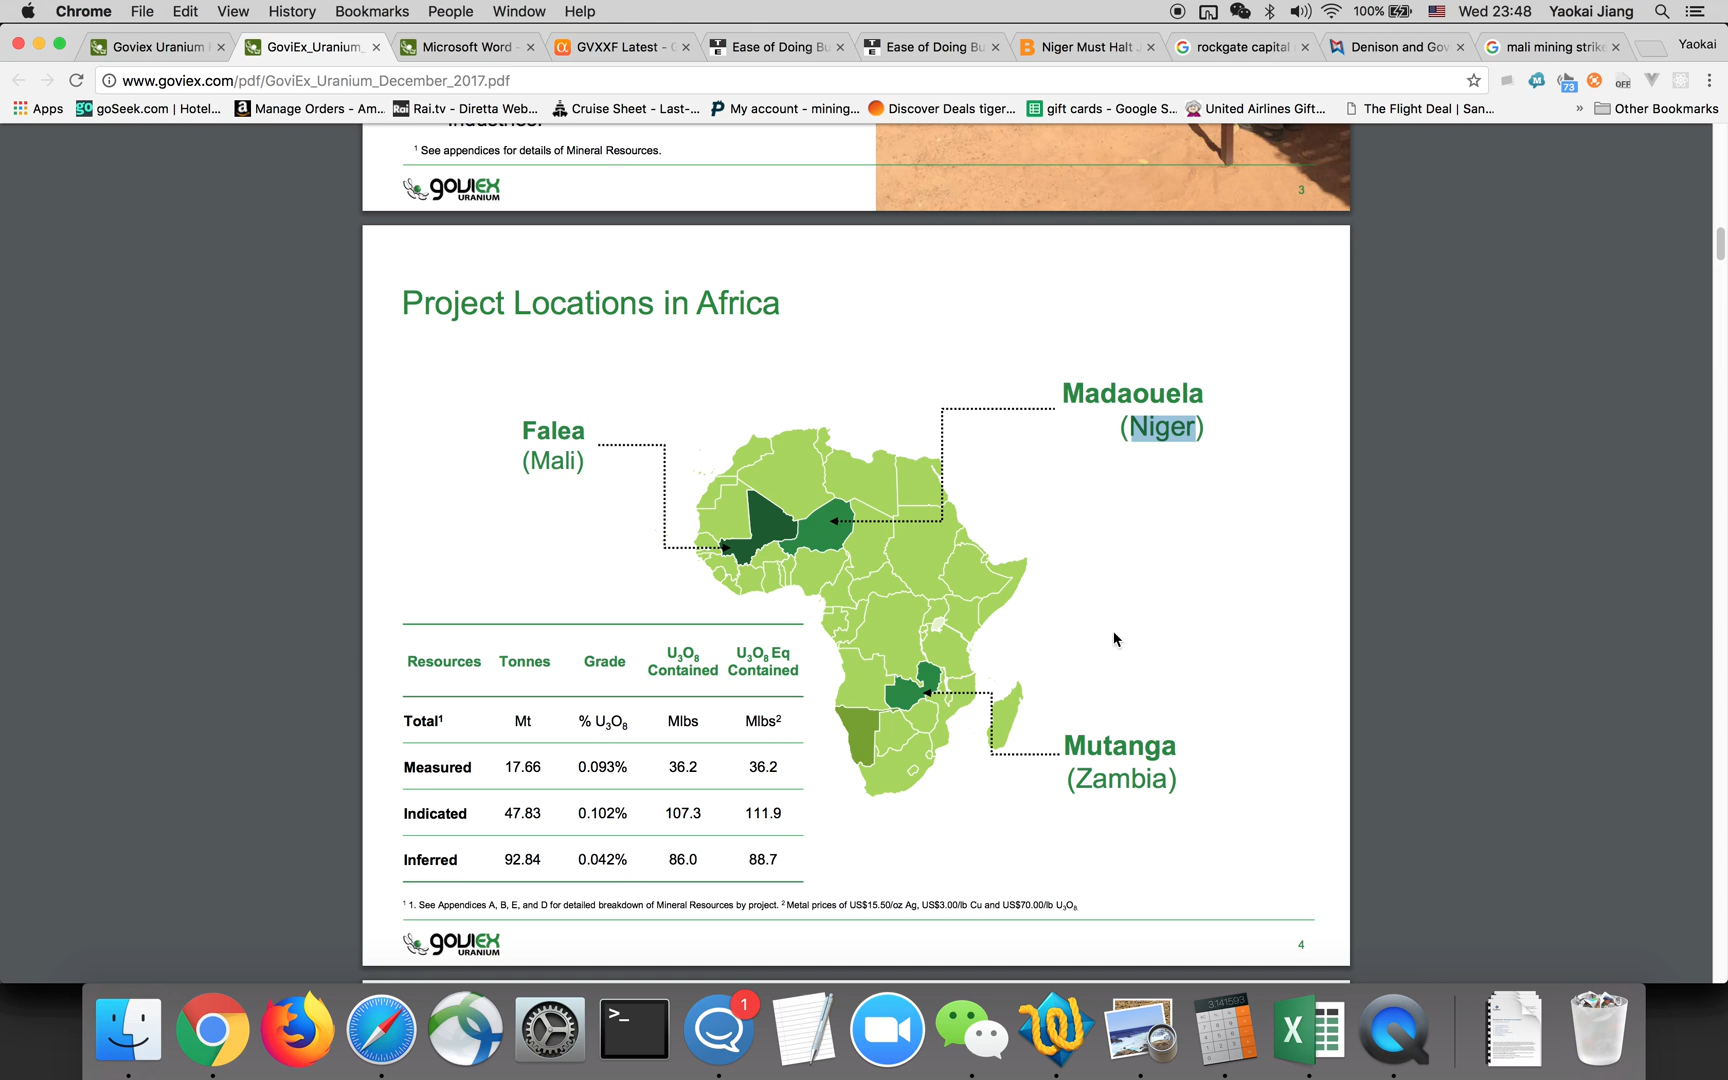 Chrome File Edit View History Bookmarks People Window Help 100% Wed 23:48 Yaokai Jiang
Goviex Uranium GoviEx_Uranium_ Microsoft Word - GVXXF Latest - Ease of Doing Bu Ease of Doing Bu Niger Must Halt rockgate capital Denison and Gov mali mining strike Yaokai
www.goviex.com/pdf/GoviEx_Uranium_December_2017.pdf 73 OFF
Apps goSeek.com | Hotel... Manage Orders - Am... Rai.tv - Diretta Web... Cruise Sheet - Last-... My account - mining... Discover Deals tiger... gift cards - Google S... United Airlines Gift... The Flight Deal | San... » Other Bookmarks
¹ See appendices for details of Mineral Resources.
goviex
URANIUM
3
Project Locations in Africa
Madaouela
(Niger)
Falea
(Mali)
Resources Tonnes Grade U₃O₈ Contained U₃O₈ Eq Contained
Total¹ Mt % U₃O₈ Mlbs Mlbs²
Measured 17.66 0.093% 36.2 36.2
Indicated 47.83 0.102% 107.3 111.9
Inferred 92.84 0.042% 86.0 88.7
Mutanga
(Zambia)
¹ 1. See Appendices A, B, E, and D for detailed breakdown of Mineral Resources by project. ² Metal prices of US$15.50/oz Ag, US$3.00/lb Cu and US$70.00/lb U₃O₈.
goviex
URANIUM
4
>_
1
3.141593
X